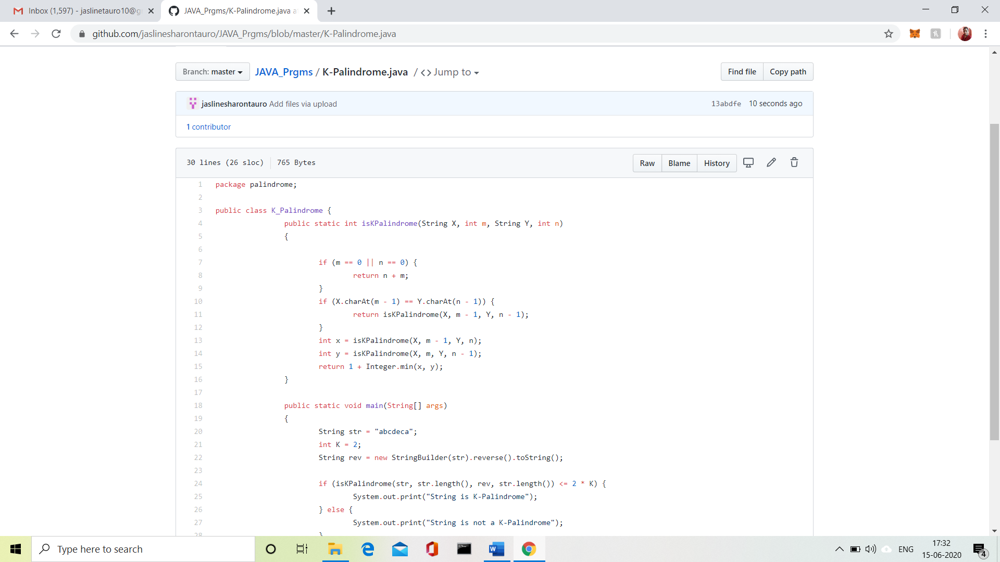 Inbox (1,597) - jaslinetauro10@g
JAVA_Prgms/K-Palindrome.java a
github.com/jaslinesharontauro/JAVA_Prgms/blob/master/K-Palindrome.java
Branch: master
JAVA_Prgms / K-Palindrome.java / <> Jump to
Find file
Copy path
jaslinesharontauro Add files via upload
13abdfe 10 seconds ago
1 contributor
30 lines (26 sloc) 765 Bytes
Raw
Blame
History
1 package palindrome;
2
3 public class K_Palindrome {
4 public static int isKPalindrome(String X, int m, String Y, int n)
5 {
6
7 if (m == 0 || n == 0) {
8 return n + m;
9 }
10 if (X.charAt(m - 1) == Y.charAt(n - 1)) {
11 return isKPalindrome(X, m - 1, Y, n - 1);
12 }
13 int x = isKPalindrome(X, m - 1, Y, n);
14 int y = isKPalindrome(X, m, Y, n - 1);
15 return 1 + Integer.min(x, y);
16 }
17
18 public static void main(String[] args)
19 {
20 String str = "abcdeca";
21 int K = 2;
22 String rev = new StringBuilder(str).reverse().toString();
23
24 if (isKPalindrome(str, str.length(), rev, str.length()) <= 2 * K) {
25 System.out.print("String is K-Palindrome");
26 } else {
27 System.out.print("String is not a K-Palindrome");
28 }
Type here to search
ENG
17:32
15-06-2020
4